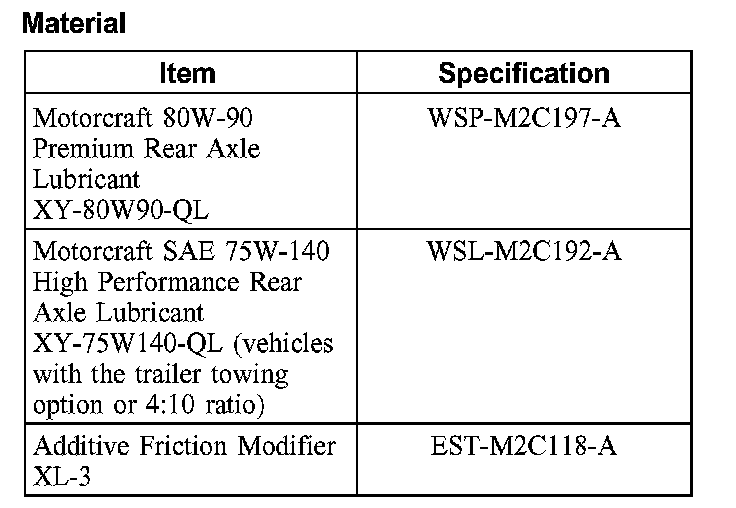 Material
Item
Specification
Motorcraft 80W-90
Premium Rear Axle
Lubricant
XY-80W90-QL
WSP-M2C197-A
Motorcraft SAE 75W-140
High Performance Rear
Axle Lubricant
XY-75W140-QL (vehicles
with the trailer towing
option or 4:10 ratio)
WSL-M2C192-A
Additive Friction Modifier
XL-3
EST-M2C118-A